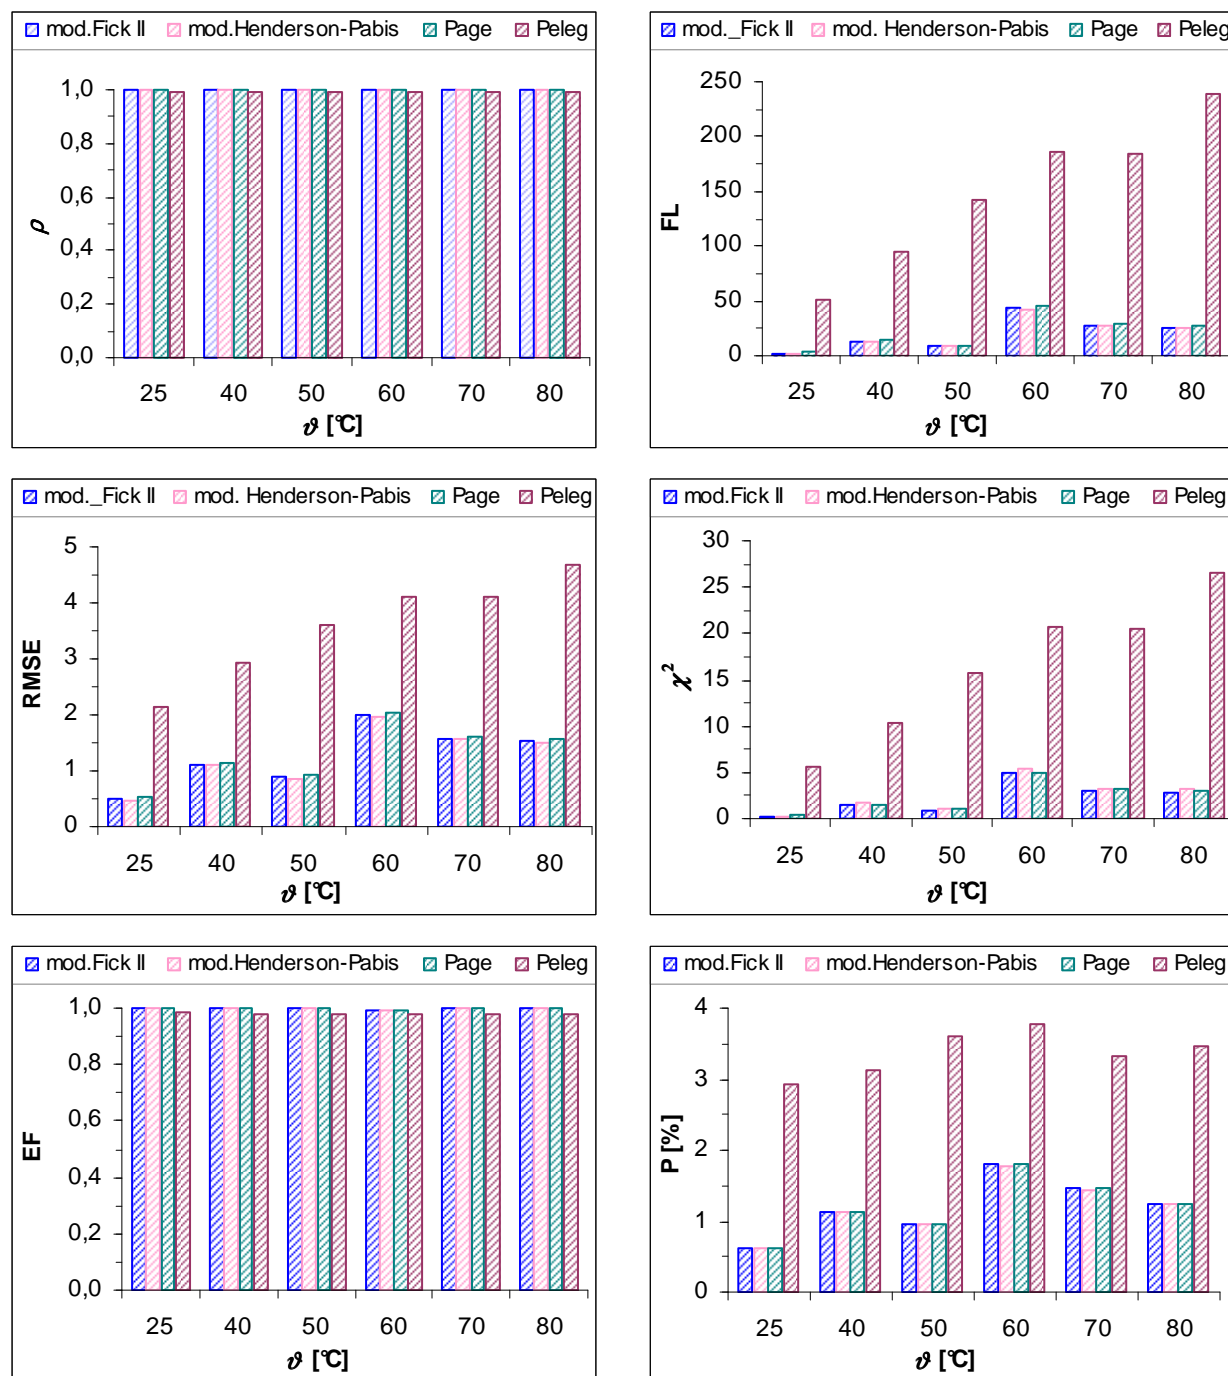 mod.Fick II mod.Henderson-Pabis Page Peleg
1,0
0,8
0,6
0,4
0,2
0,0
ρ
25 40 50 60 70 80
ϑ [°C]
mod._Fick II mod. Henderson-Pabis Page Peleg
250
200
150
100
50
0
FL
25 40 50 60 70 80
ϑ [°C]
mod._Fick II mod. Henderson-Pabis Page Peleg
5
4
3
2
1
0
RMSE
25 40 50 60 70 80
ϑ [°C]
mod.Fick II mod.Henderson-Pabis Page Peleg
30
25
20
15
10
5
0
χ²
25 40 50 60 70 80
ϑ [°C]
mod.Fick II mod.Henderson-Pabis Page Peleg
1,0
0,8
0,6
0,4
0,2
0,0
EF
25 40 50 60 70 80
ϑ [°C]
mod.Fick II mod.Henderson-Pabis Page Peleg
4
3
2
1
0
P [%]
25 40 50 60 70 80
ϑ [°C]